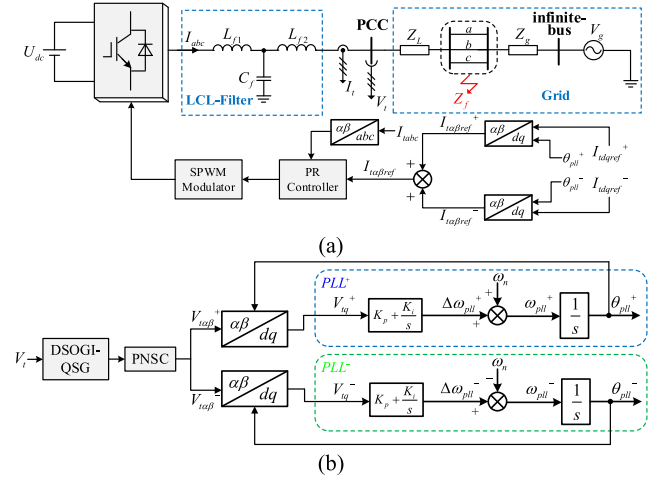 U_dc
I_abc
L_f1
L_f2
C_f
LCL-Filter
I_t
PCC
V_t
Z_L
a
b
c
Z_f
Z_g
infinite-bus
V_g
Grid
αβ
abc
I_tabc
SPWM Modulator
PR Controller
I_tαβref
+
+
I_tαβref^+
I_tαβref^-
αβ
dq
αβ
dq
I_tdqref^+
θ_pll^+
θ_pll^-
I_tdqref^-
(a)
V_t
DSOGI-QSG
PNSC
V_tαβ^+
V_tαβ^-
αβ
dq
αβ
dq
PLL^+
V_tq^+
K_p + K_i/s
Δω_pll^+
+
+
ω_n
ω_pll^+
1/s
θ_pll^+
PLL^-
V_tq^-
K_p + K_i/s
Δω_pll^-
−
+
ω_n
ω_pll^-
1/s
θ_pll^-
(b)